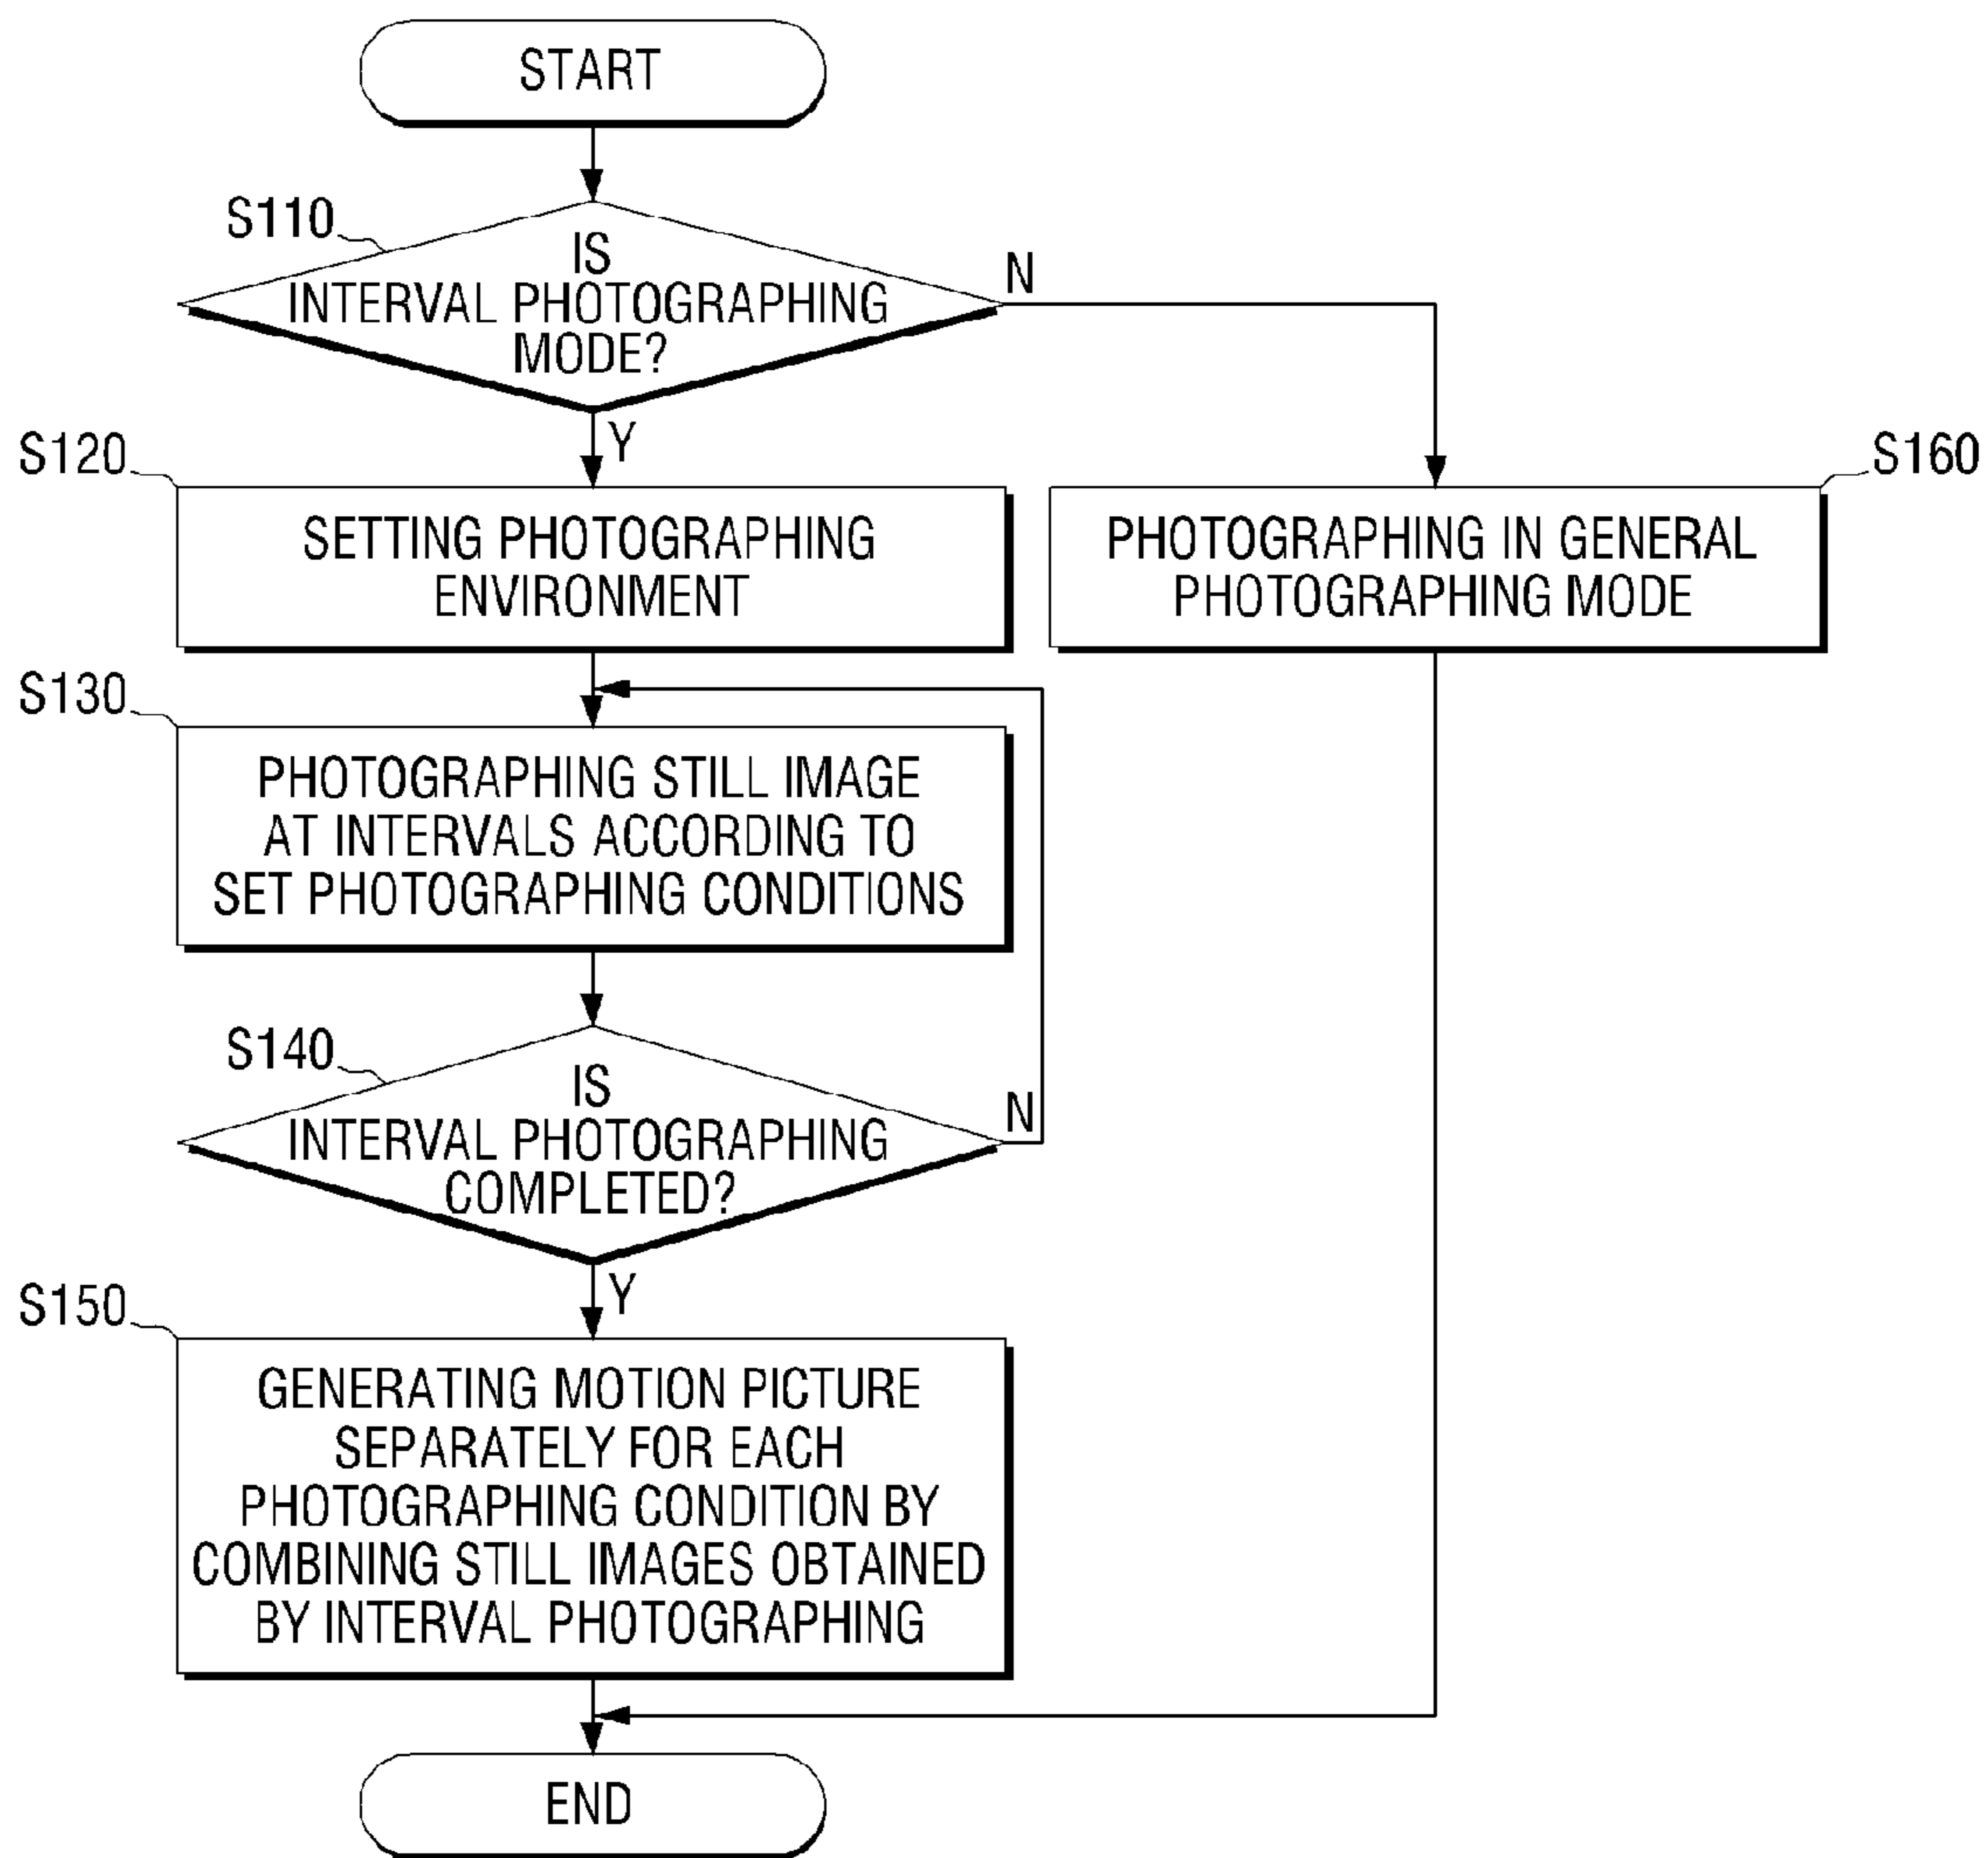 START
S110
IS
INTERVAL PHOTOGRAPHING
MODE?
N
Y
S120
SETTING PHOTOGRAPHING
ENVIRONMENT
S160
PHOTOGRAPHING IN GENERAL
PHOTOGRAPHING MODE
S130
PHOTOGRAPHING STILL IMAGE
AT INTERVALS ACCORDING TO
SET PHOTOGRAPHING CONDITIONS
S140
IS
INTERVAL PHOTOGRAPHING
COMPLETED?
N
Y
S150
GENERATING MOTION PICTURE
SEPARATELY FOR EACH
PHOTOGRAPHING CONDITION BY
COMBINING STILL IMAGES OBTAINED
BY INTERVAL PHOTOGRAPHING
END